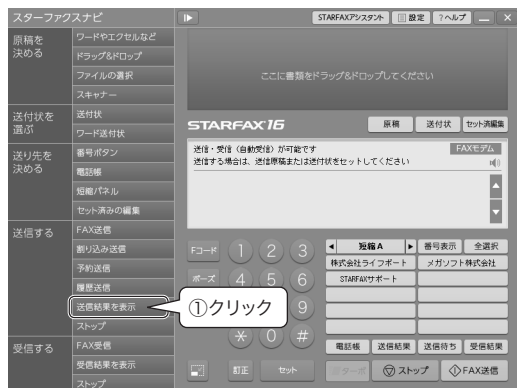 スターファクスナビ
STARFAXアシスタント 設定 ?ヘルプ
原稿を
決める
ワードやエクセルなど
ドラッグ&ドロップ
ファイルの選択
スキャナー
送付状を
選ぶ
送付状
ワード送付状
送り先を
決める
番号ボタン
電話帳
短縮パネル
セット済みの編集
送信する
FAX送信
割り込み送信
予約送信
履歴送信
送信結果を表示
ストップ
受信する
FAX受信
受信結果を表示
ストップ
ここに書類をドラッグ&ドロップしてください
STARFAX16
原稿 送付状 セット済編集
送信・受信（自動受信）が可能です
送信する場合は、送信原稿または送付状をセットしてください
FAXモデム
Fコード 1 2 3
ポーズ 4 5 6
①クリック
9
* 0 #
訂正 セット
短縮A 番号表示 全選択
株式会社ライフボート メガソフト株式会社
STARFAXサポート
電話帳 送信結果 送信待ち 受信結果
ターボ ストップ FAX送信